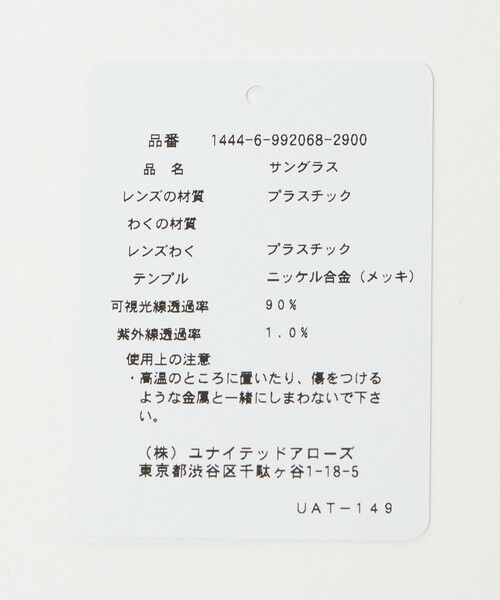 品番 1444-6-992068-2900
品 名 サングラス
レンズの材質 プラスチック
わくの材質
レンズわく プラスチック
テンプル ニッケル合金（メッキ）
可視光線透過率 90%
紫外線透過率 1.0%
使用上の注意
・高温のところに置いたり、傷をつける
ような金属と一緒にしまわないで下さ
い。
（株）ユナイテッドアローズ
東京都渋谷区千駄ヶ谷1-18-5
UAT-149